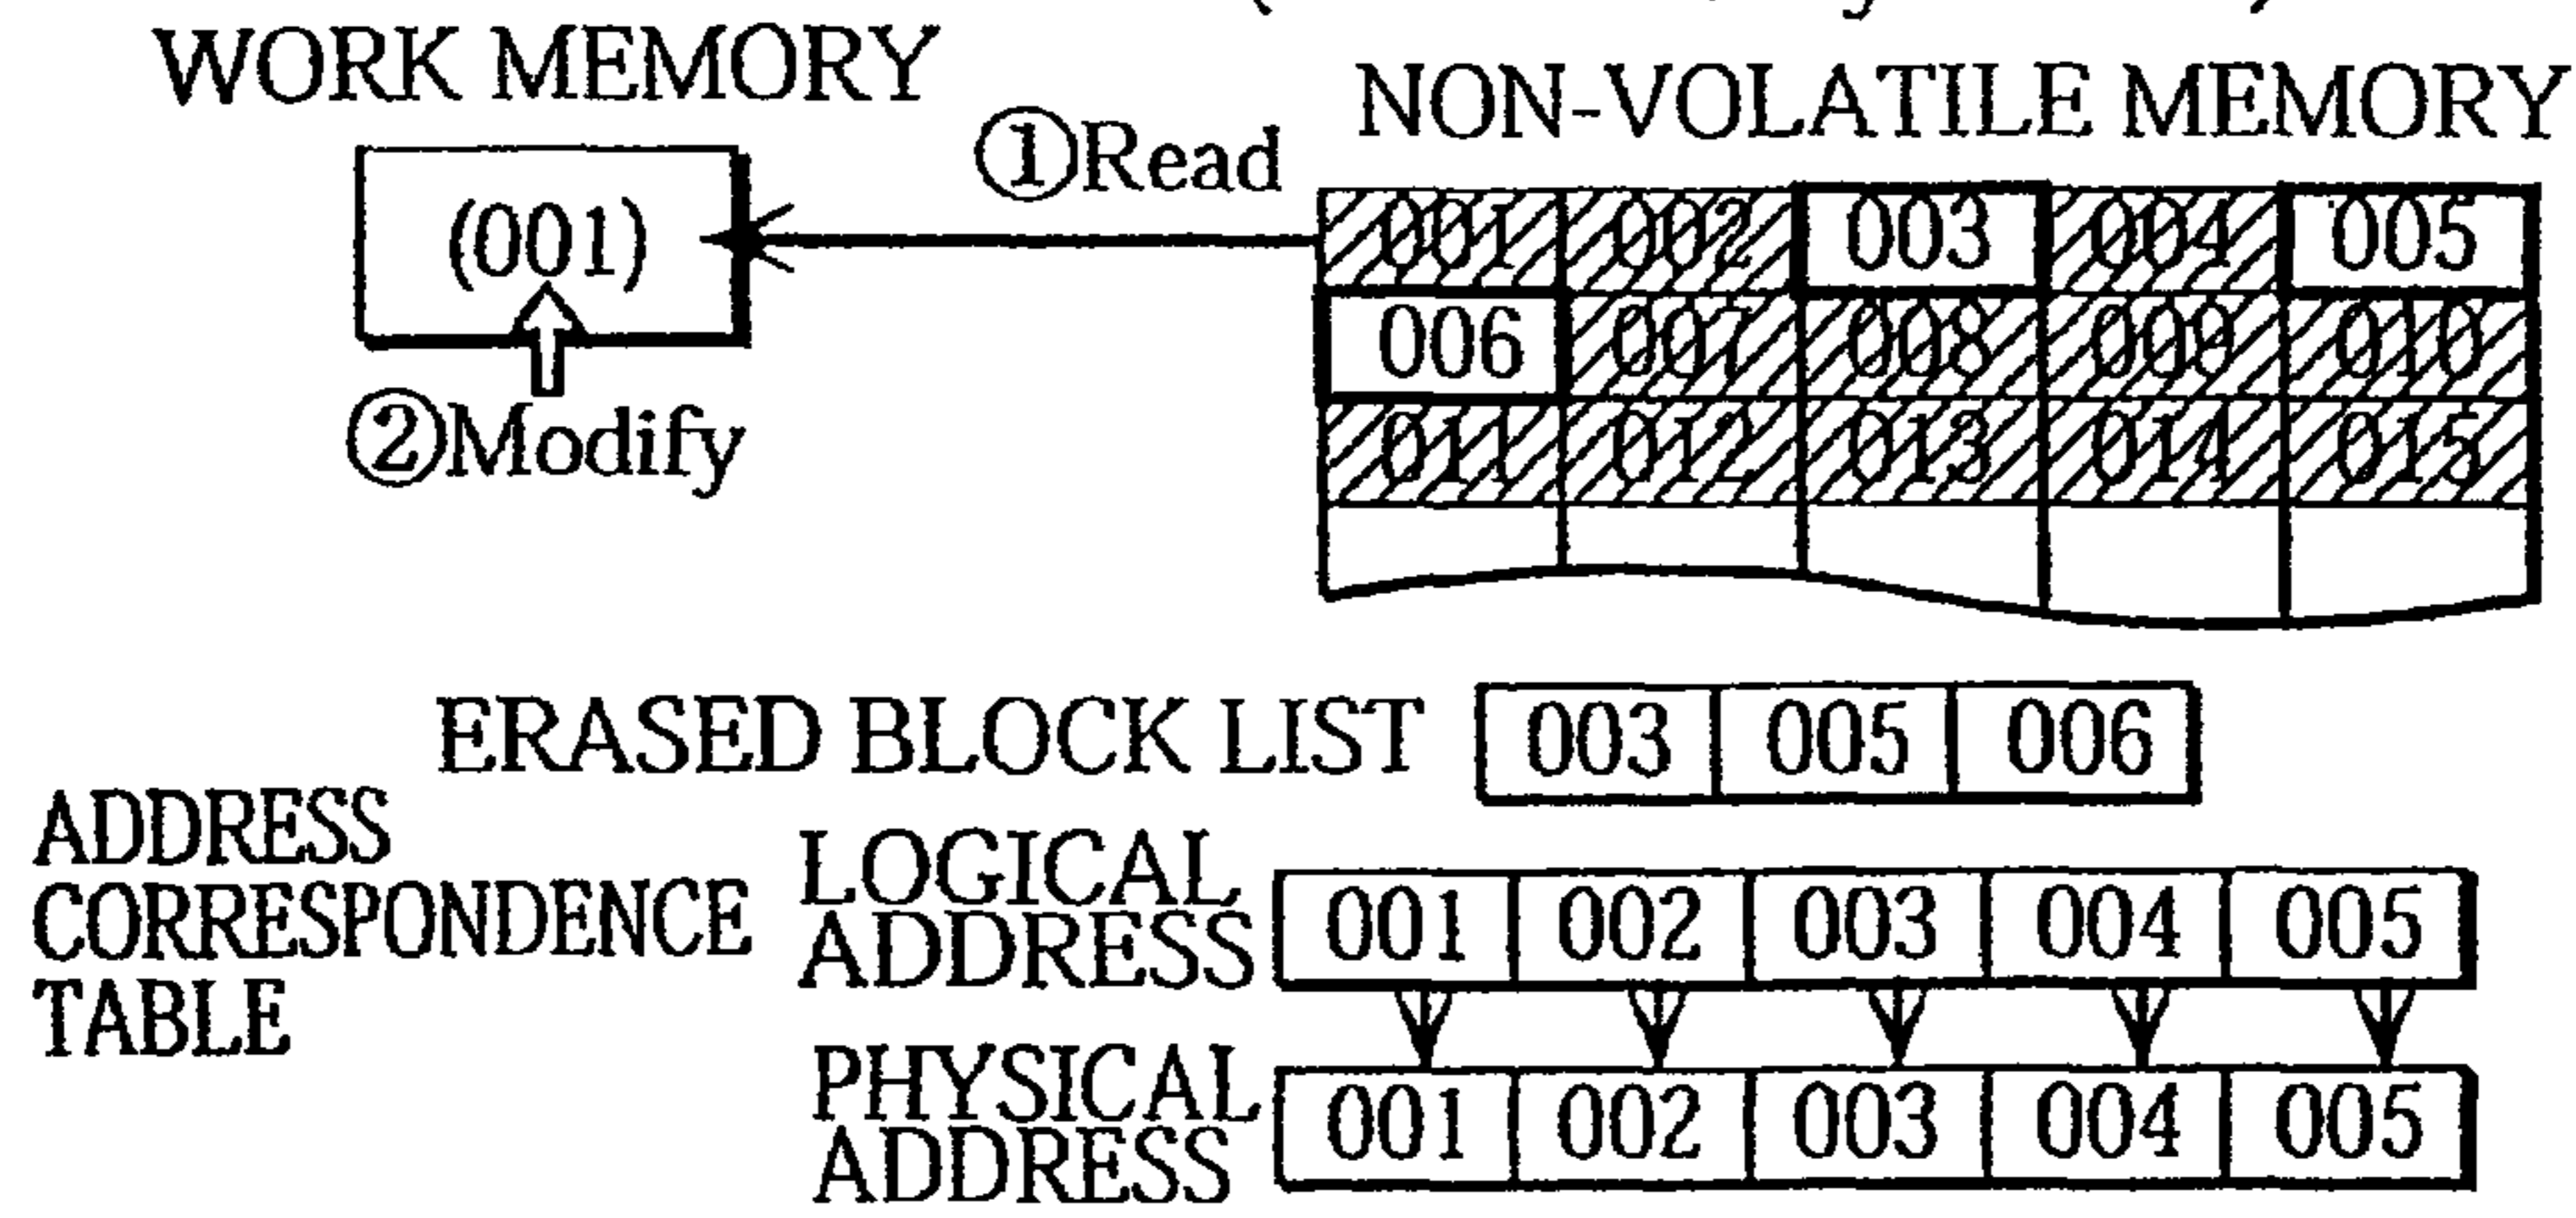 WORK MEMORY
NON-VOLATILE MEMORY
①Read
(001)
②Modify
001 002 003 004 005
006 007 008 009 010
011 012 013 014 015
ERASED BLOCK LIST 003 005 006
ADDRESS
CORRESPONDENCE
TABLE
LOGICAL
ADDRESS
001 002 003 004 005
PHYSICAL
ADDRESS
001 002 003 004 005